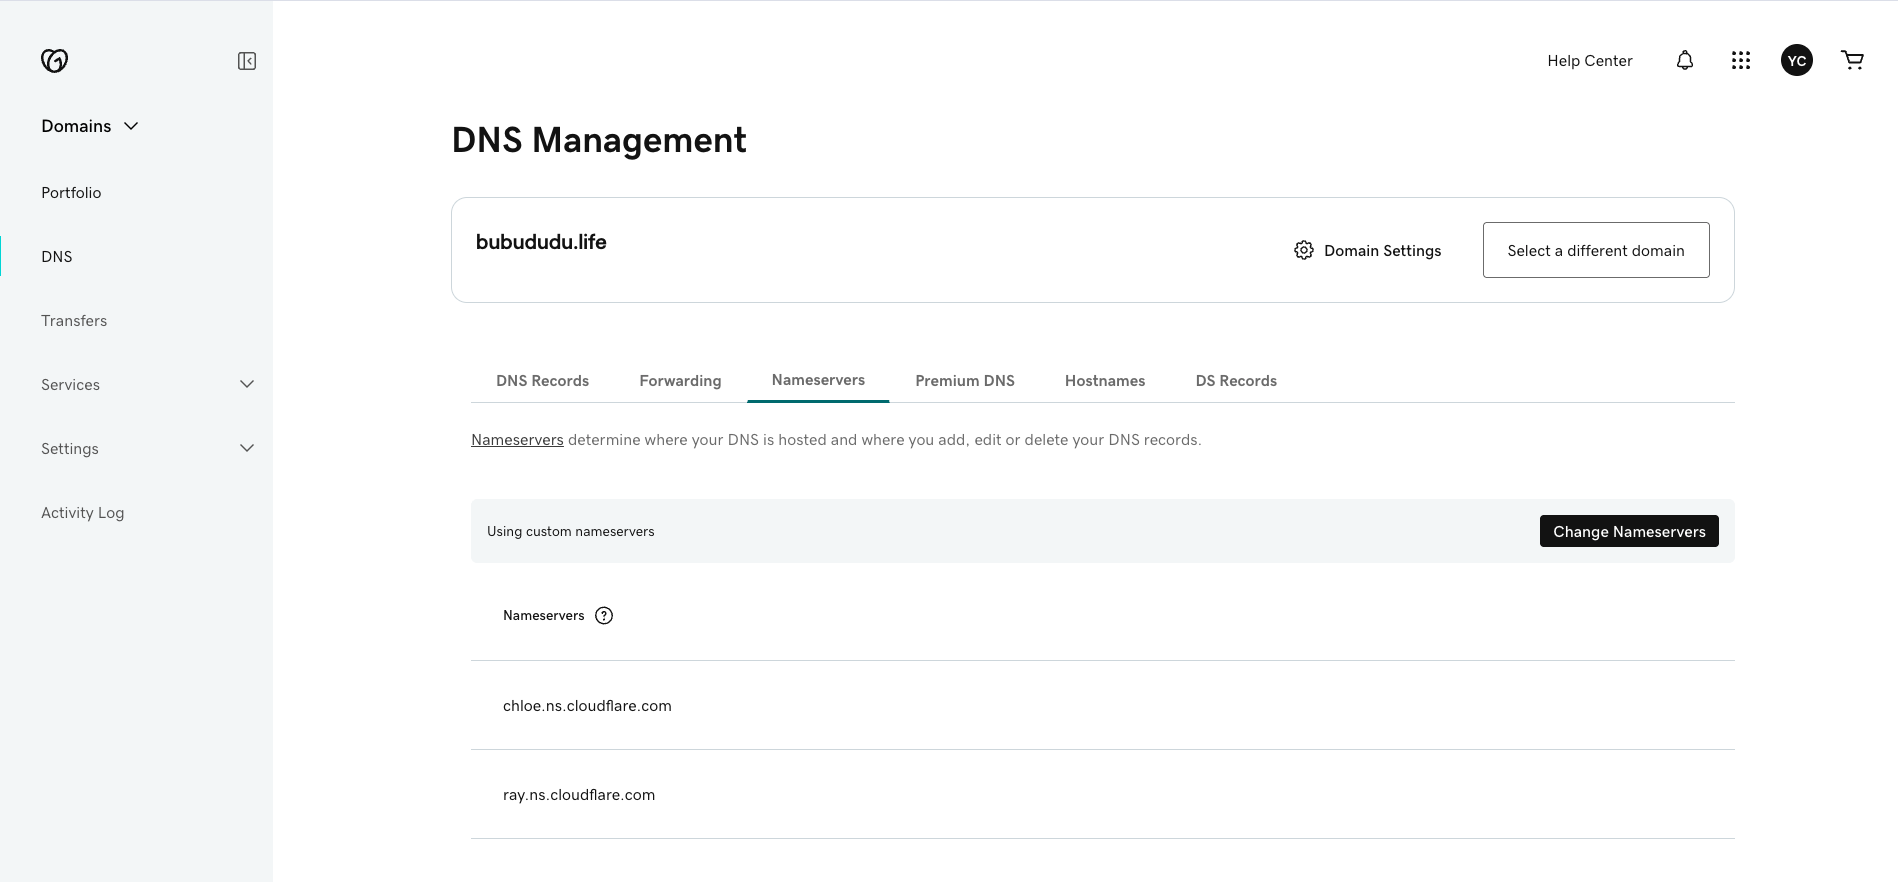 Help Center
YC
Domains
Portfolio
DNS
Transfers
Services
Settings
Activity Log
DNS Management
bubududu.life
Domain Settings
Select a different domain
DNS Records
Forwarding
Nameservers
Premium DNS
Hostnames
DS Records
Nameservers determine where your DNS is hosted and where you add, edit or delete your DNS records.
Using custom nameservers
Change Nameservers
Nameservers ?
chloe.ns.cloudflare.com
ray.ns.cloudflare.com